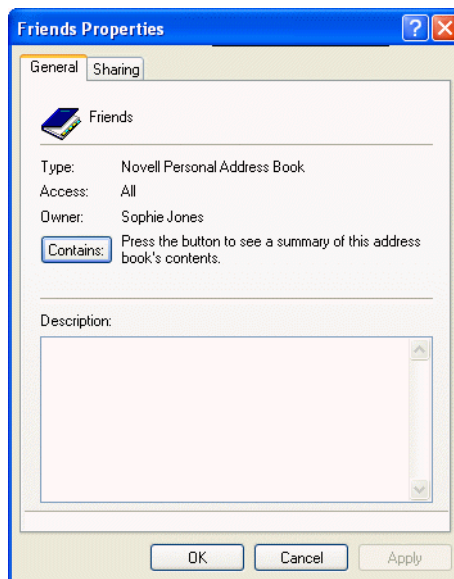 Friends Properties
General Sharing
Friends
Type: Novell Personal Address Book
Access: All
Owner: Sophie Jones
Contains: Press the button to see a summary of this address
book's contents.
Description:
OK Cancel Apply